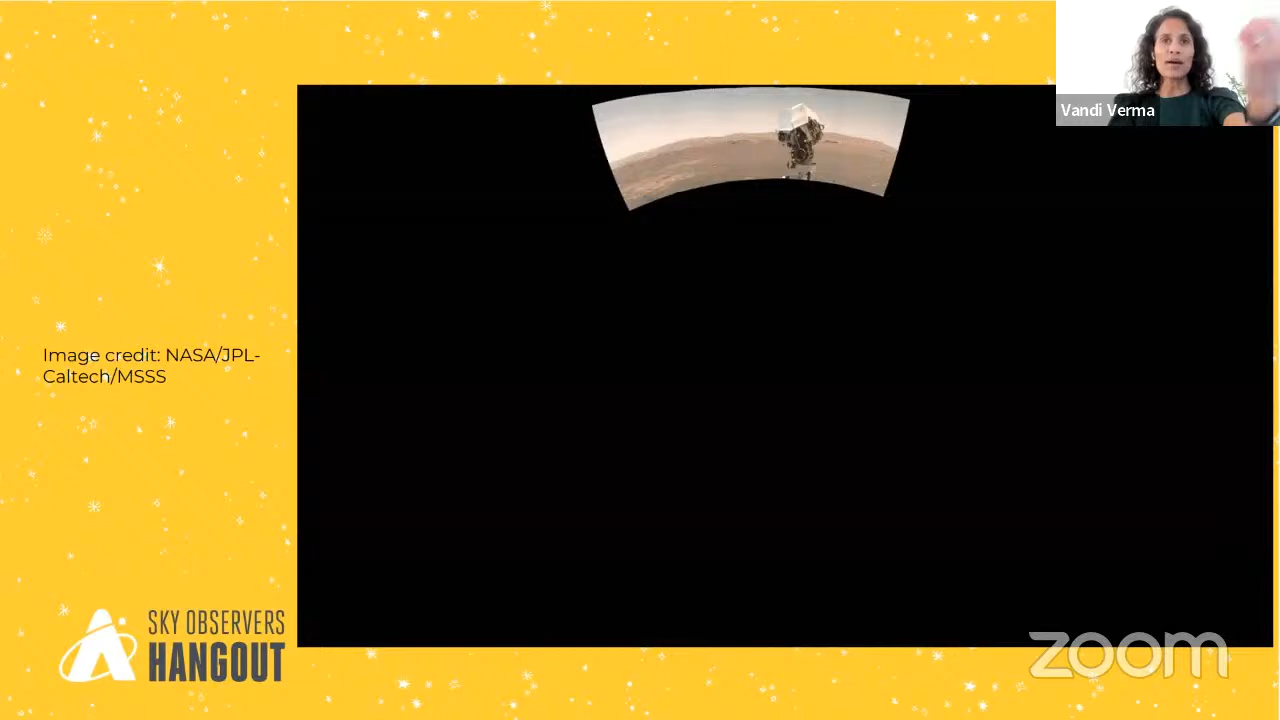 Vandi Verma
Image credit: NASA/JPL-
Caltech/MSSS
SKY OBSERVERS
HANGOUT
zoom